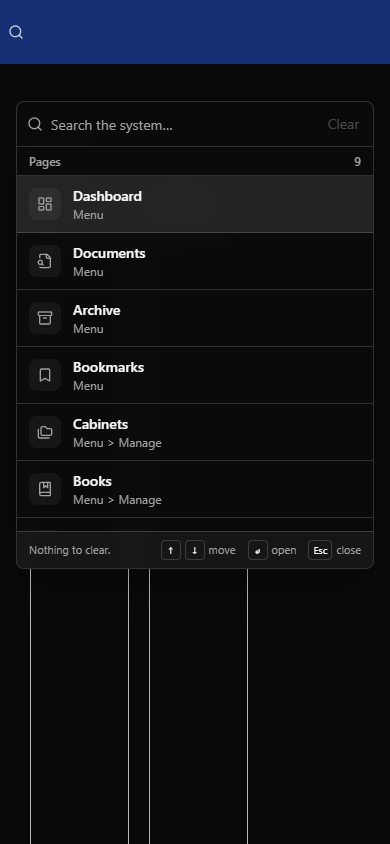 Search the system...
Clear
Pages
9
Dashboard
Menu
Documents
Menu
Archive
Menu
Bookmarks
Menu
Cabinets
Menu > Manage
Books
Menu > Manage
Nothing to clear.
↑ ↓ move
open
Esc close